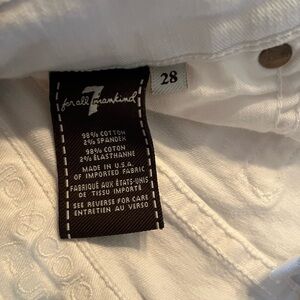 for all 7 mankind
28
98% COTTON
2% SPANDEX
98% COTON
2% ELASTHANNE
MADE IN U.S.A.
OF IMPORTED FABRIC
FABRIQUÉ AUX ÉTATS-UNIS
DE TISSU IMPORTÉ
SEE REVERSE FOR CARE
ENTRETIEN AU VERSO